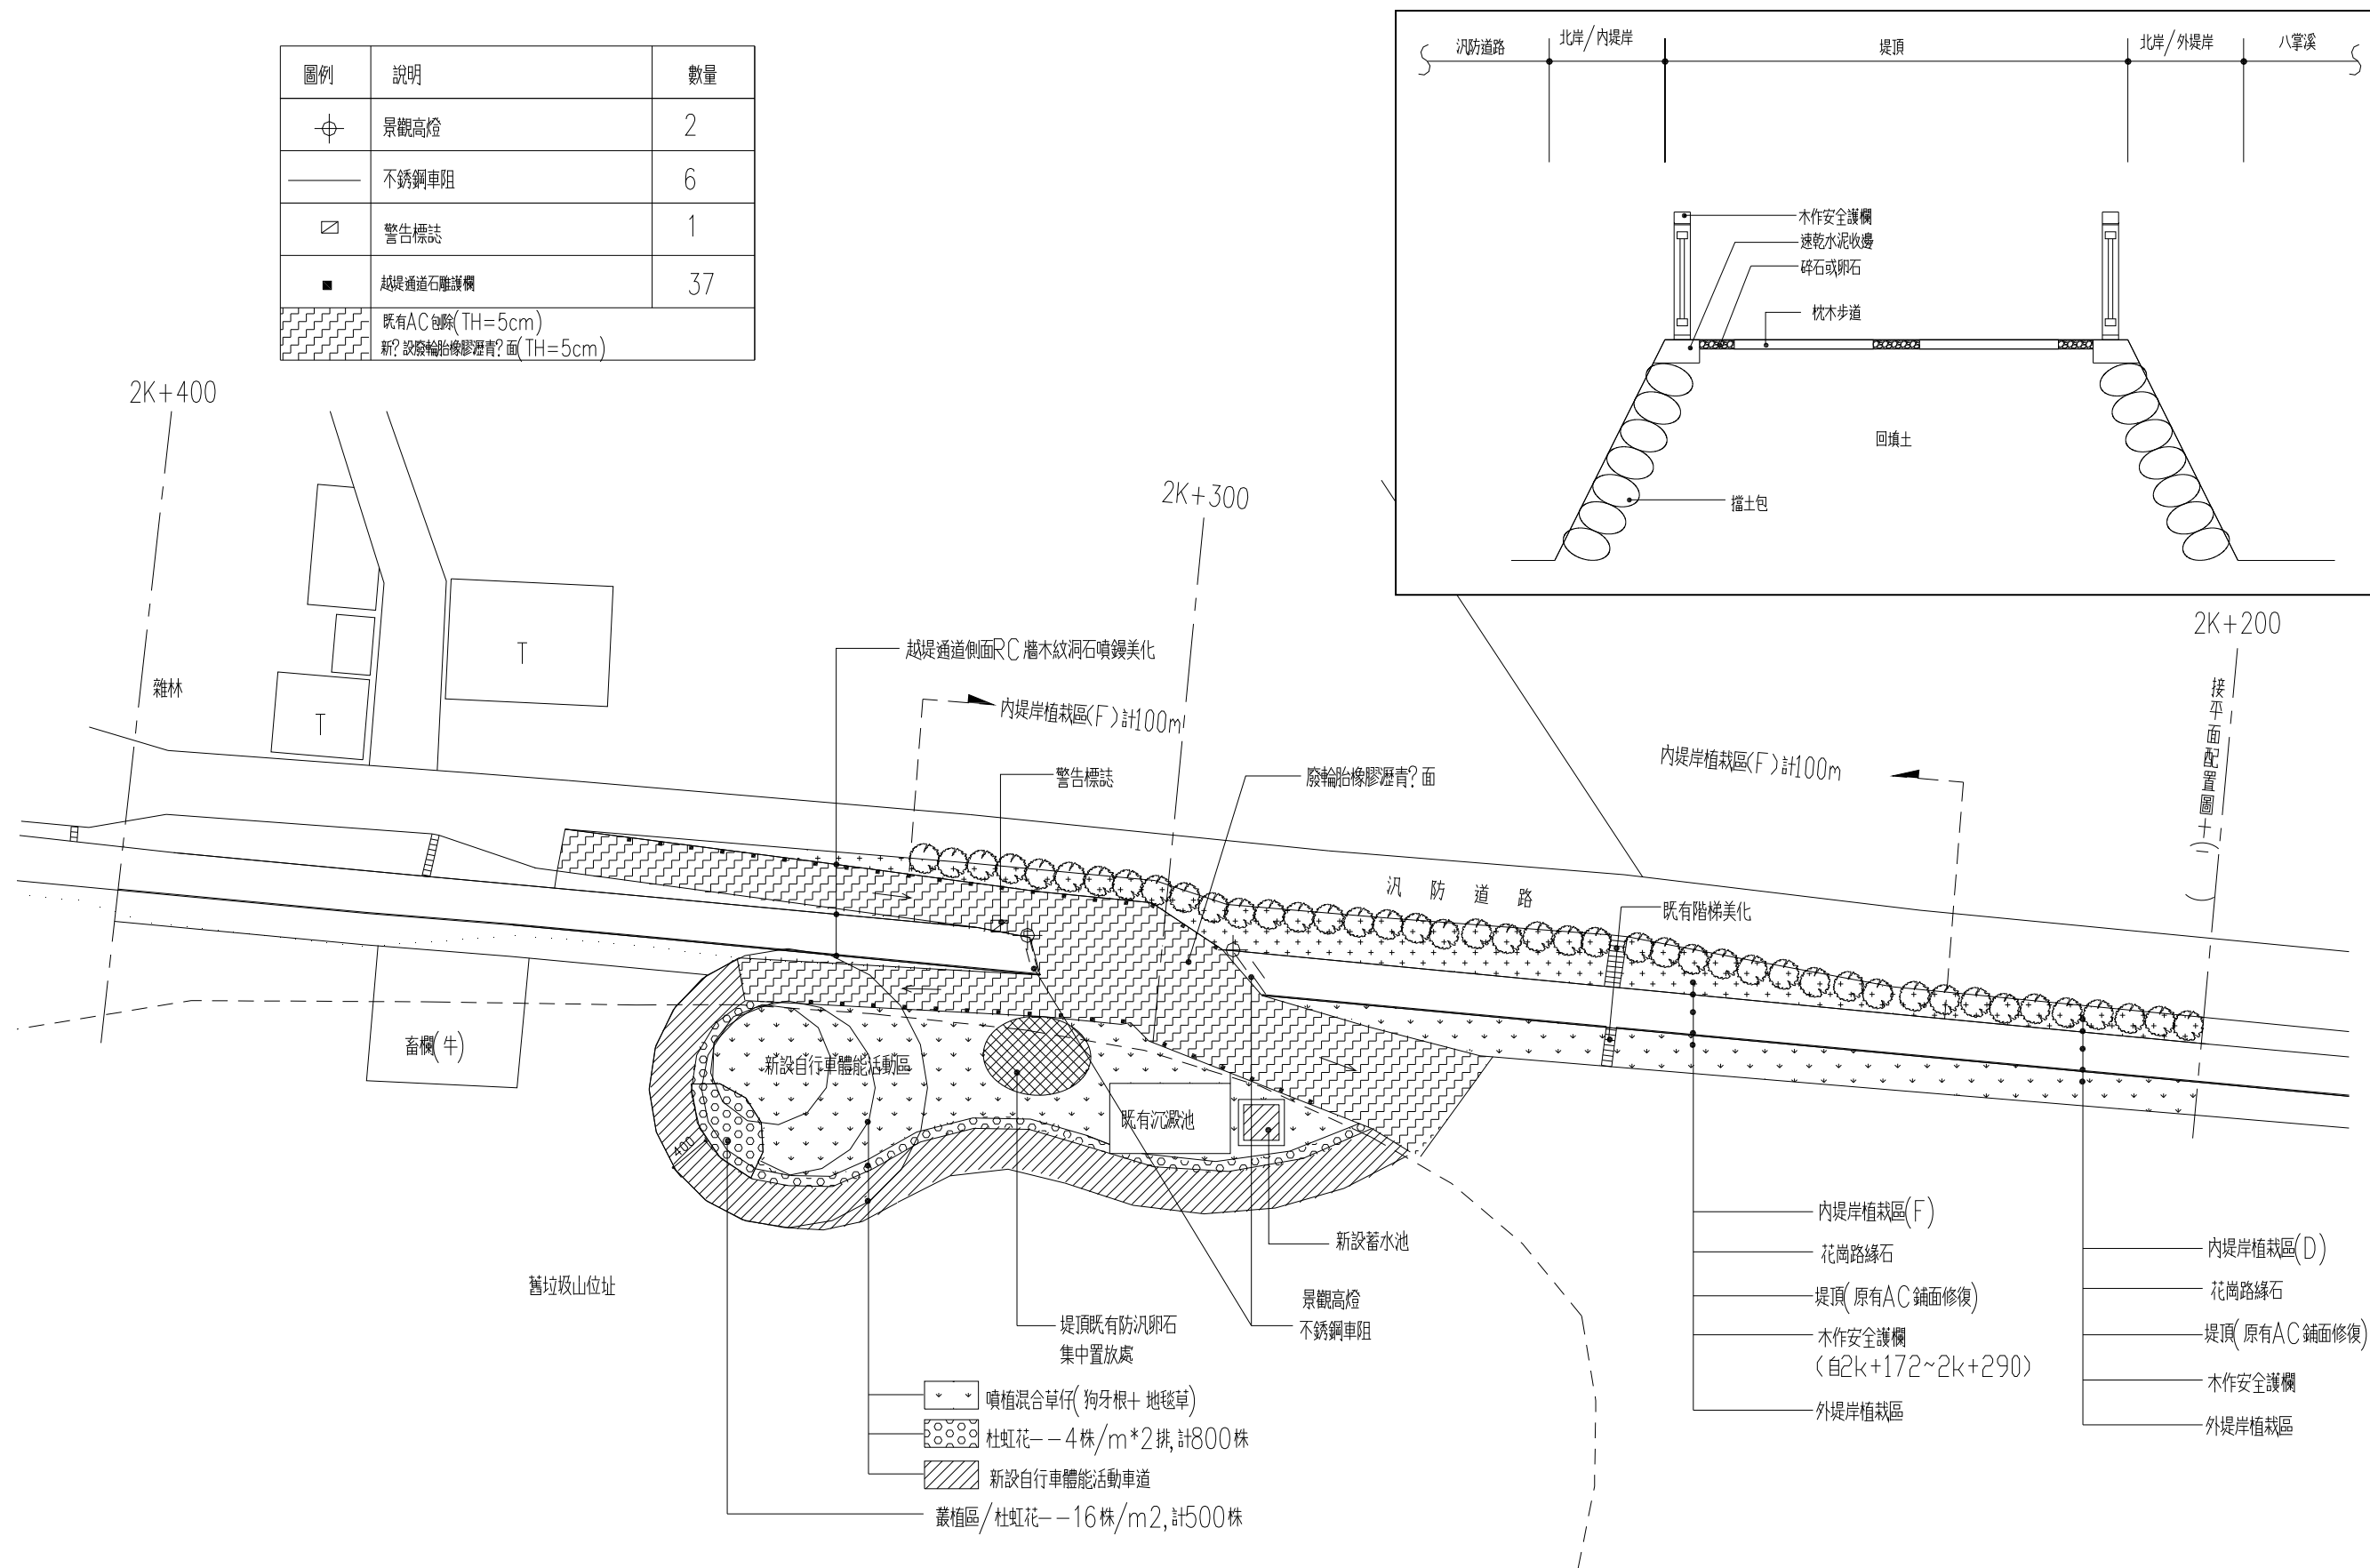 圖例 說明 數量
景觀高燈 2
不銹鋼車阻 6
警告標誌 1
越堤通道石雕護欄 37
既有AC刨除(TH=5cm)
新?設廢輪胎橡膠瀝青?面(TH=5cm)
汎防道路 北岸/內堤岸 堤頂 北岸/外堤岸 八掌溪
木作安全護欄
速乾水泥收邊
碎石或卵石
枕木步道
回填土
擋土包
2K+400
2K+300
2K+200
接平面配置圖十(一)
雜林
T
T
越堤通道側面RC牆木紋洞石噴鏝美化
內堤岸植栽區(F)計100m
內堤岸植栽區(F)計100m
警告標誌
廢輪胎橡膠瀝青?面
汎防道路
既有階梯美化
畜欄(牛)
新設自行車體能活動區
既有沉澱池
400
新設蓄水池
舊垃圾山位址
景觀高燈
不銹鋼車阻
堤頂既有防汎卵石
集中置放處
噴植混合草仔(狗牙根+地毯草)
杜虹花--4株/m*2排,計800株
新設自行車體能活動車道
叢植區/杜虹花--16株/m2,計500株
內堤岸植栽區(F)
花崗路緣石
堤頂(原有AC鋪面修復)
木作安全護欄
(自2k+172~2k+290)
外堤岸植栽區
內堤岸植栽區(D)
花崗路緣石
堤頂(原有AC鋪面修復)
木作安全護欄
外堤岸植栽區